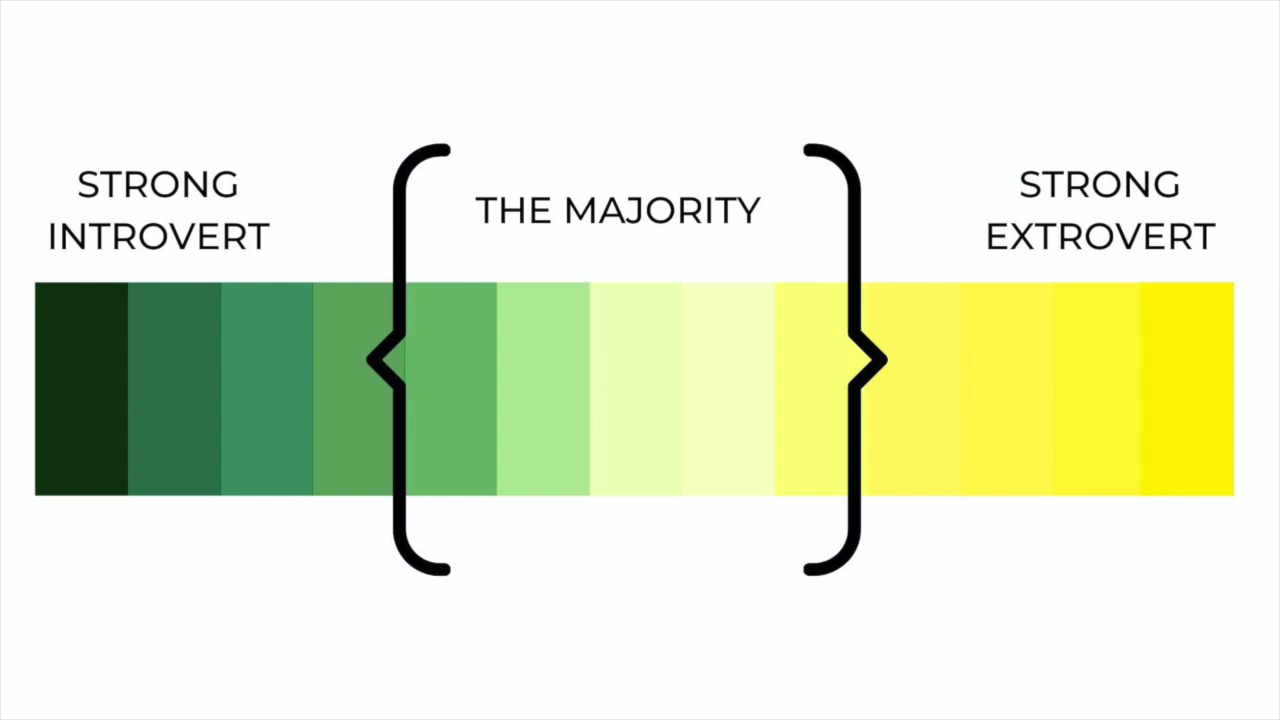 STRONG
INTROVERT
THE MAJORITY
STRONG
EXTROVERT